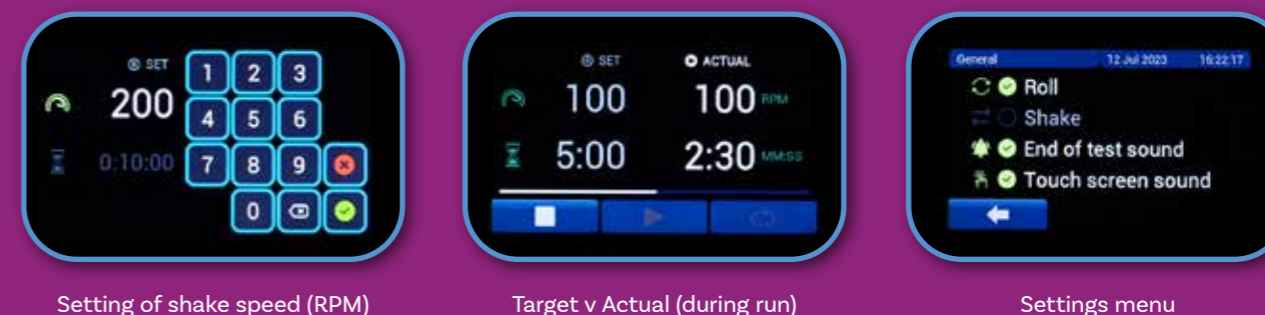 SET
200
0:10:00
1 2 3
4 5 6
7 8 9
0
Setting of shake speed (RPM)
SET ACTUAL
100 100 RPM
5:00 2:30 MM:SS
Target v Actual (during run)
General 12 Jul 2023 16:22:17
Roll
Shake
End of test sound
Touch screen sound
Settings menu